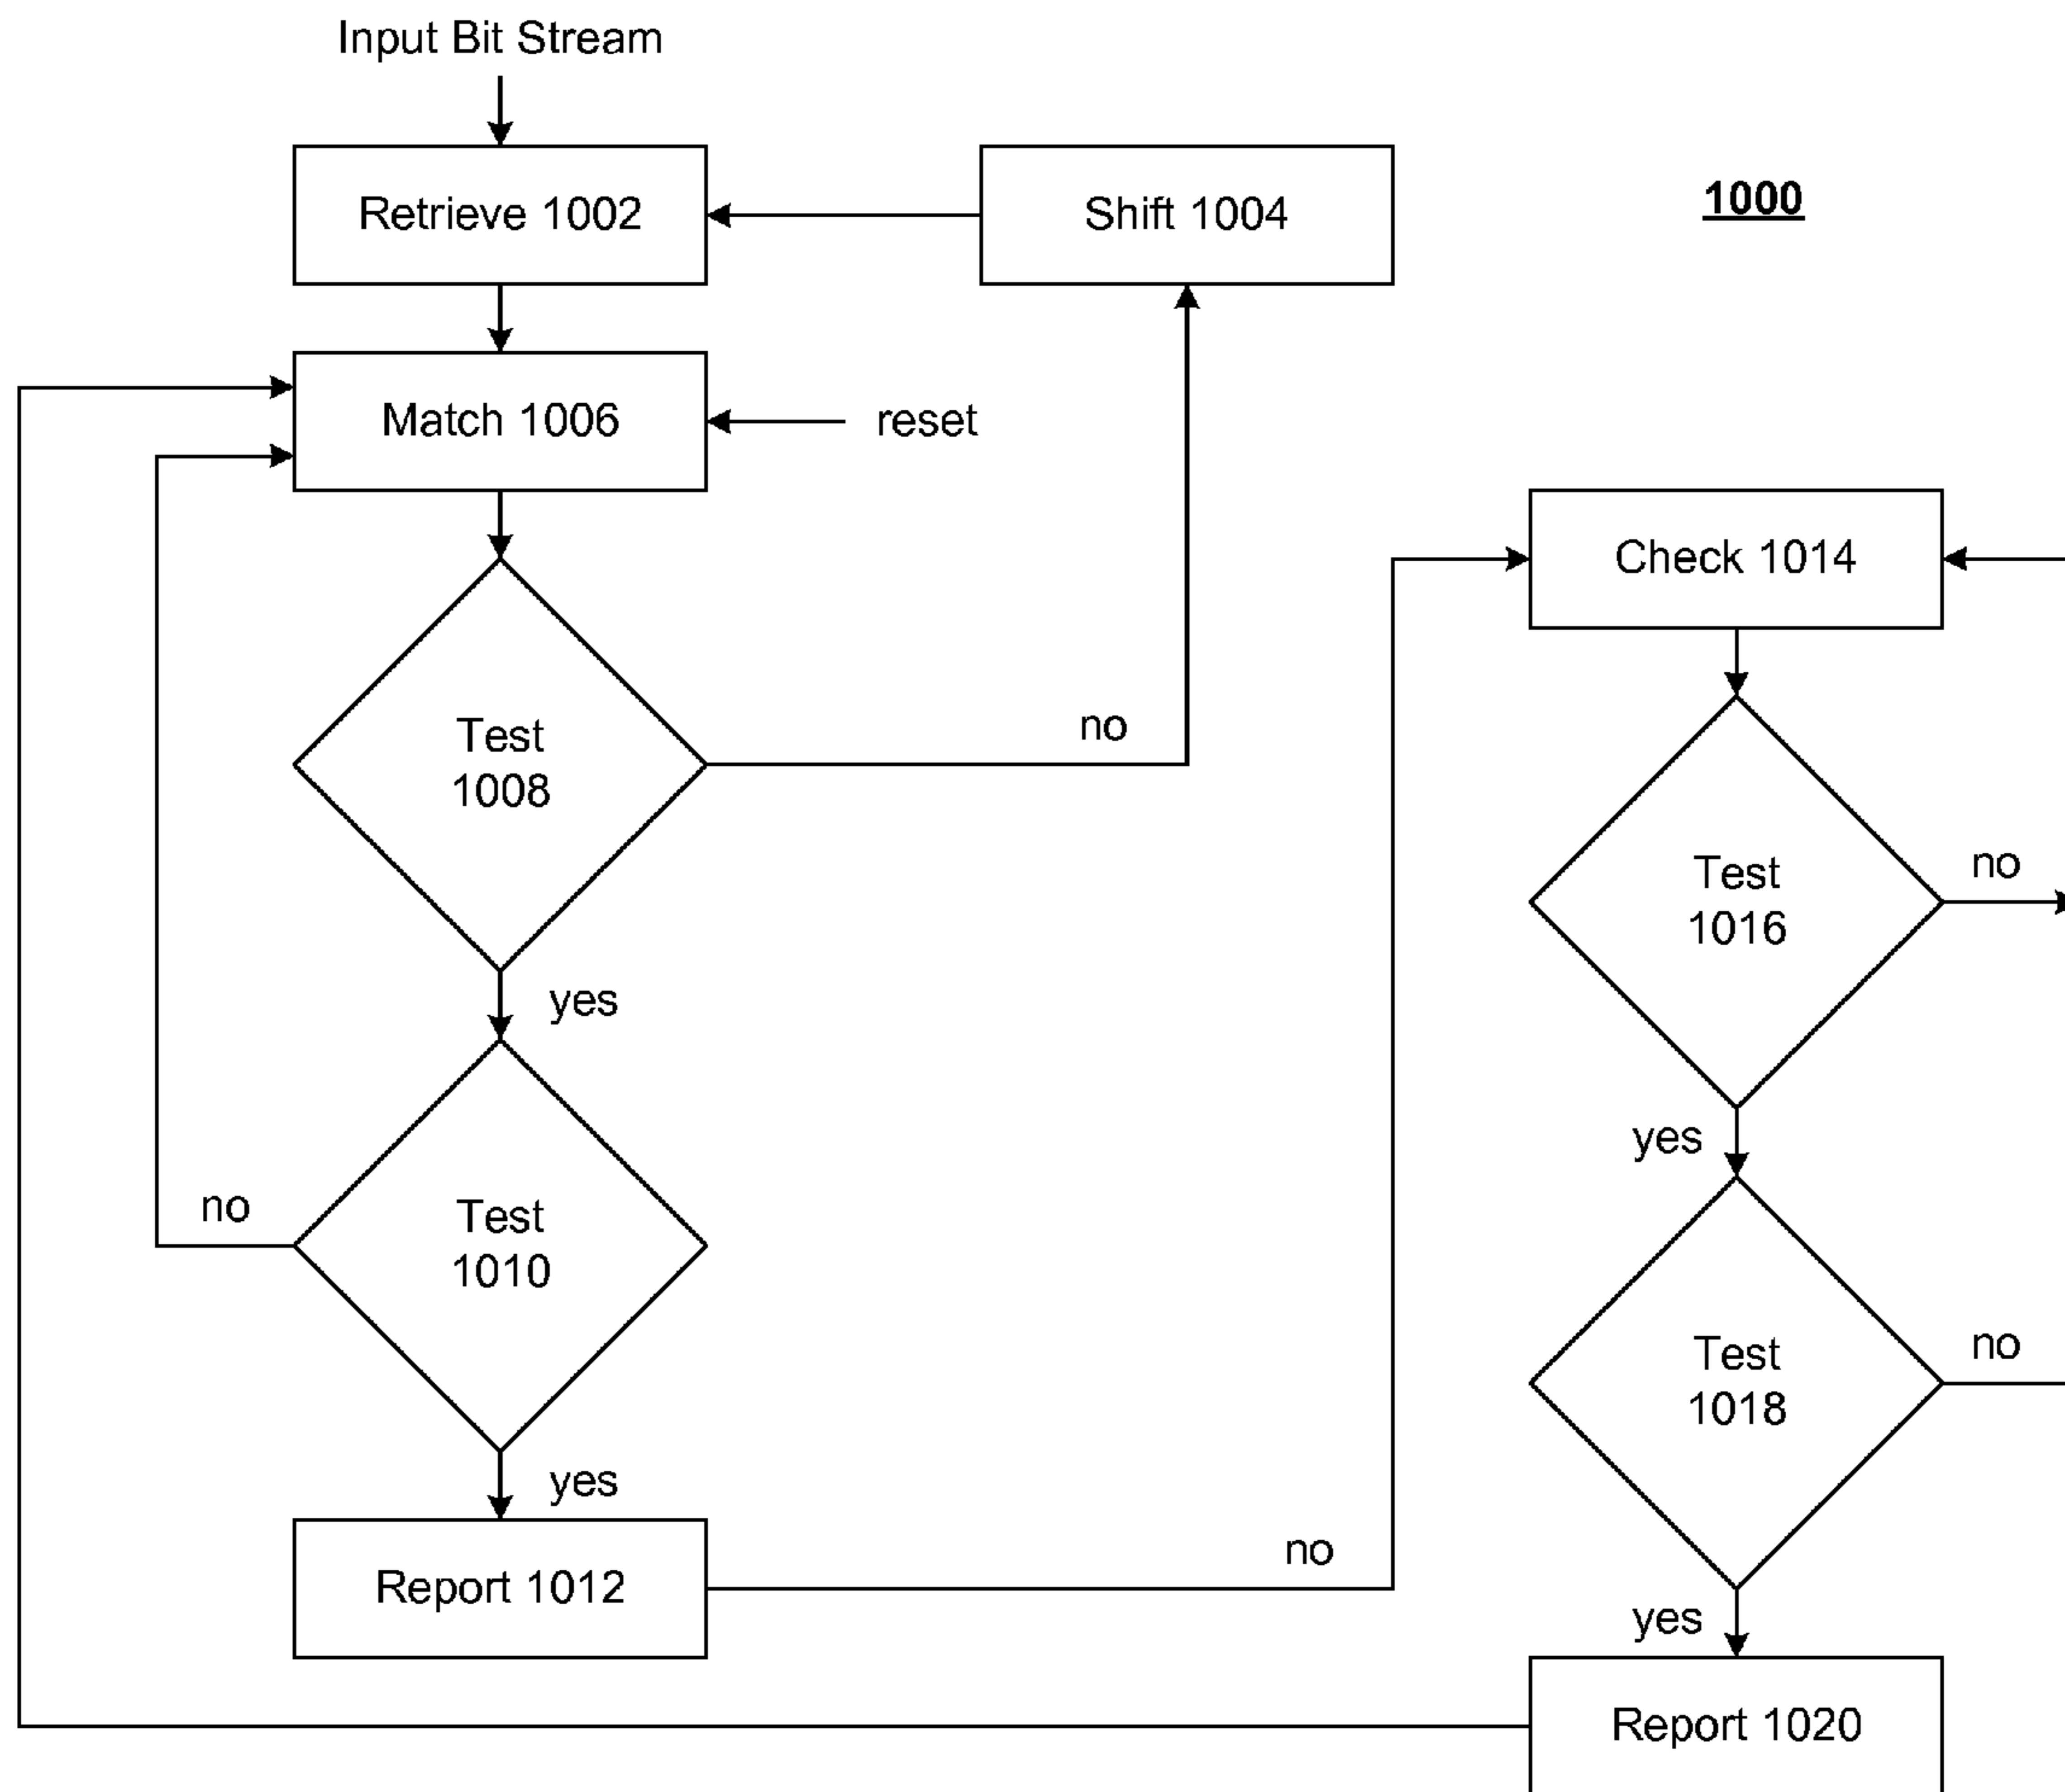 Input Bit Stream
Retrieve 1002
Shift 1004
1000
Match 1006
reset
Check 1014
Test
1008
no
Test
1016
no
yes
yes
Test
1010
no
Test
1018
no
yes
Report 1012
no
yes
Report 1020